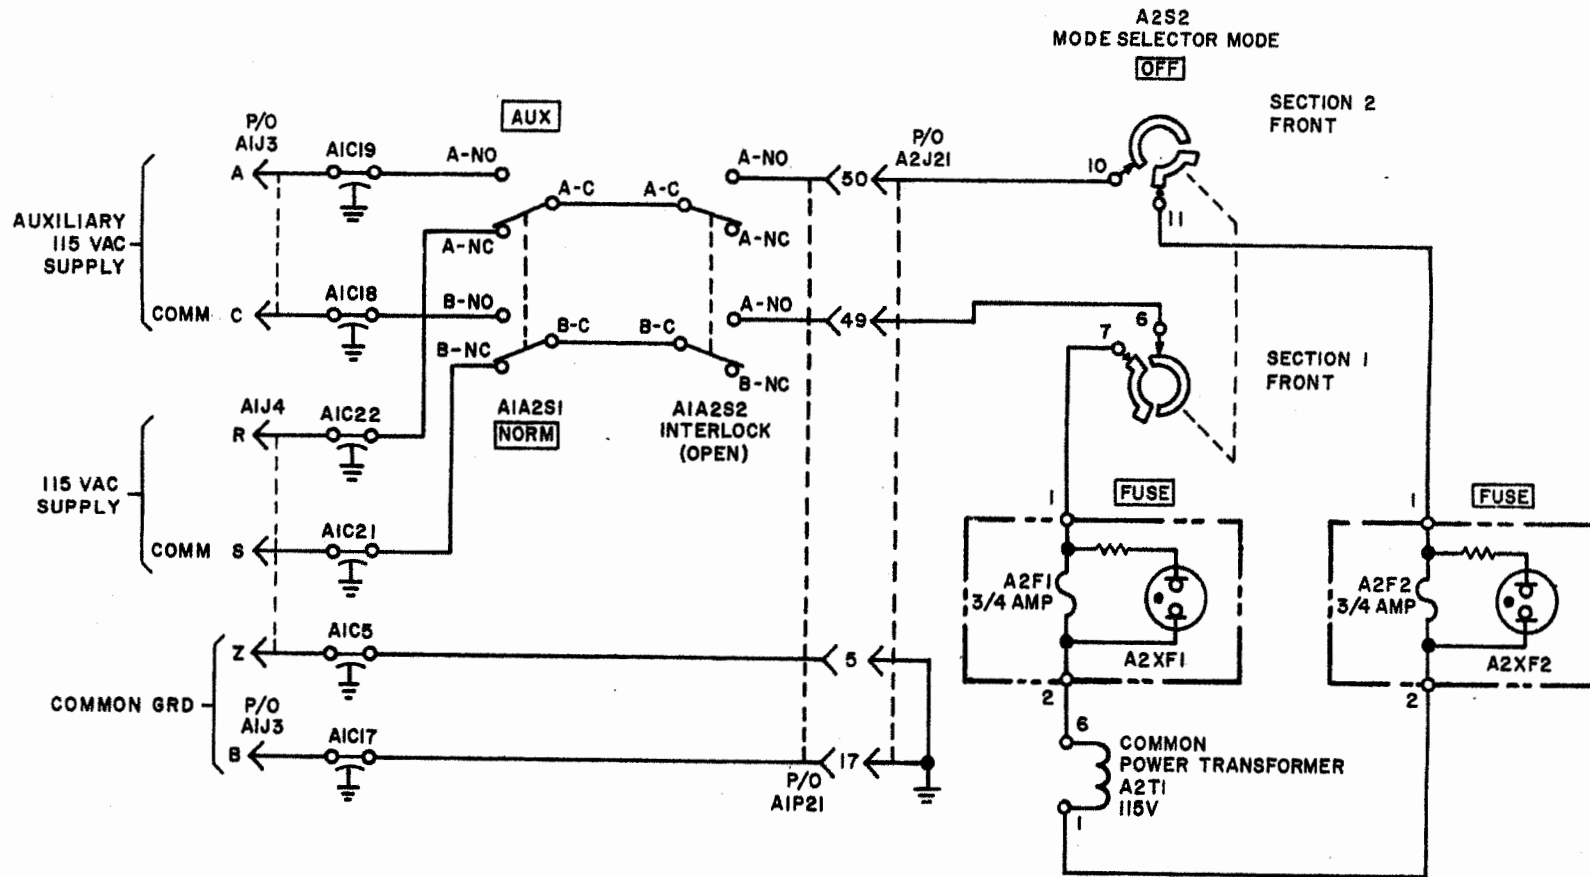 A2S2
MODE SELECTOR MODE
OFF
SECTION 2
FRONT
10
11
P/O
A1J3
A
A1C19
A-NO
AUX
A-C
A-C
A-NO
50
P/O
A2J21
A-NC
A-NC
AUXILIARY
115 VAC
SUPPLY
COMM C
A1C18
B-NO
B-C
B-C
A-NO
49
6
7
B-NC
B-NC
SECTION 1
FRONT
A1J4
R
A1C22
A1A2S1
NORM
A1A2S2
INTERLOCK
(OPEN)
115 VAC
SUPPLY
COMM S
A1C21
1
FUSE
A2F1
3/4 AMP
A2XF1
2
1
FUSE
A2F2
3/4 AMP
A2XF2
2
Z
A1C5
5
COMMON GRD
P/O
A1J3
B
A1C17
17
P/O
A1P21
6
COMMON
POWER TRANSFORMER
A2T1
115V
1